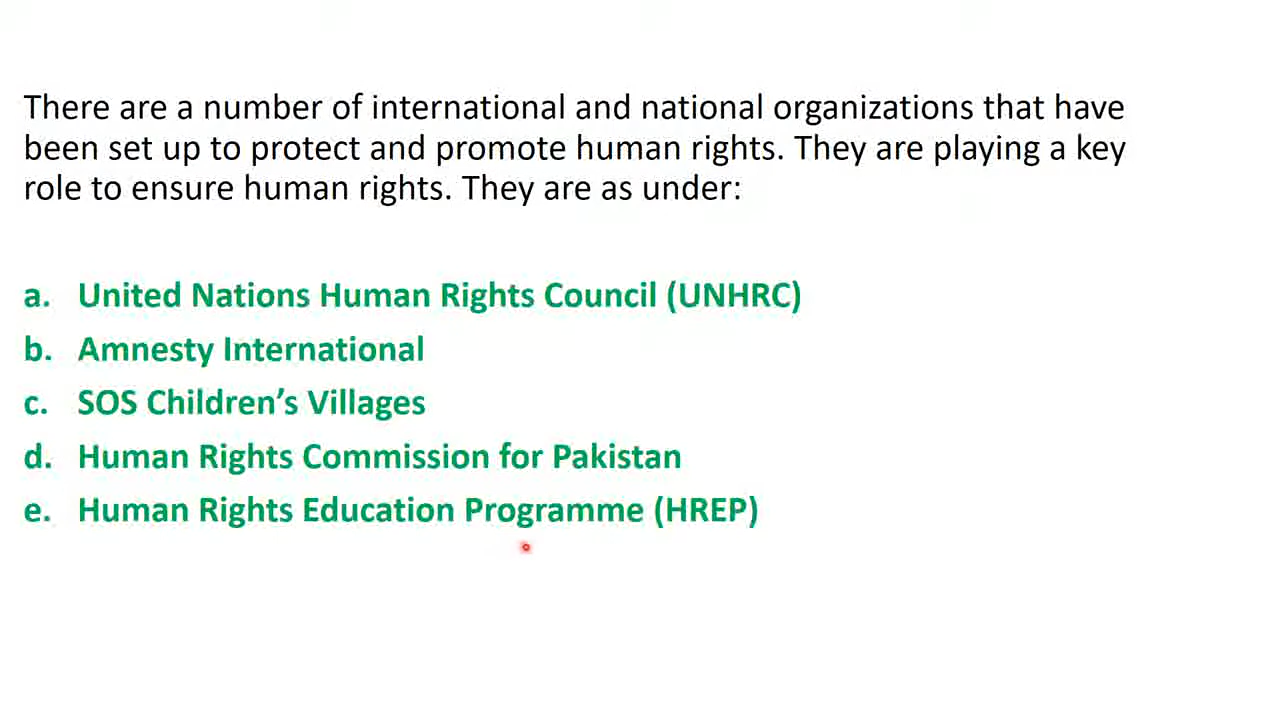 There are a number of international and national organizations that have
been set up to protect and promote human rights. They are playing a key
role to ensure human rights. They are as under:
a. United Nations Human Rights Council (UNHRC)
b. Amnesty International
c. SOS Children’s Villages
d. Human Rights Commission for Pakistan
e. Human Rights Education Programme (HREP)